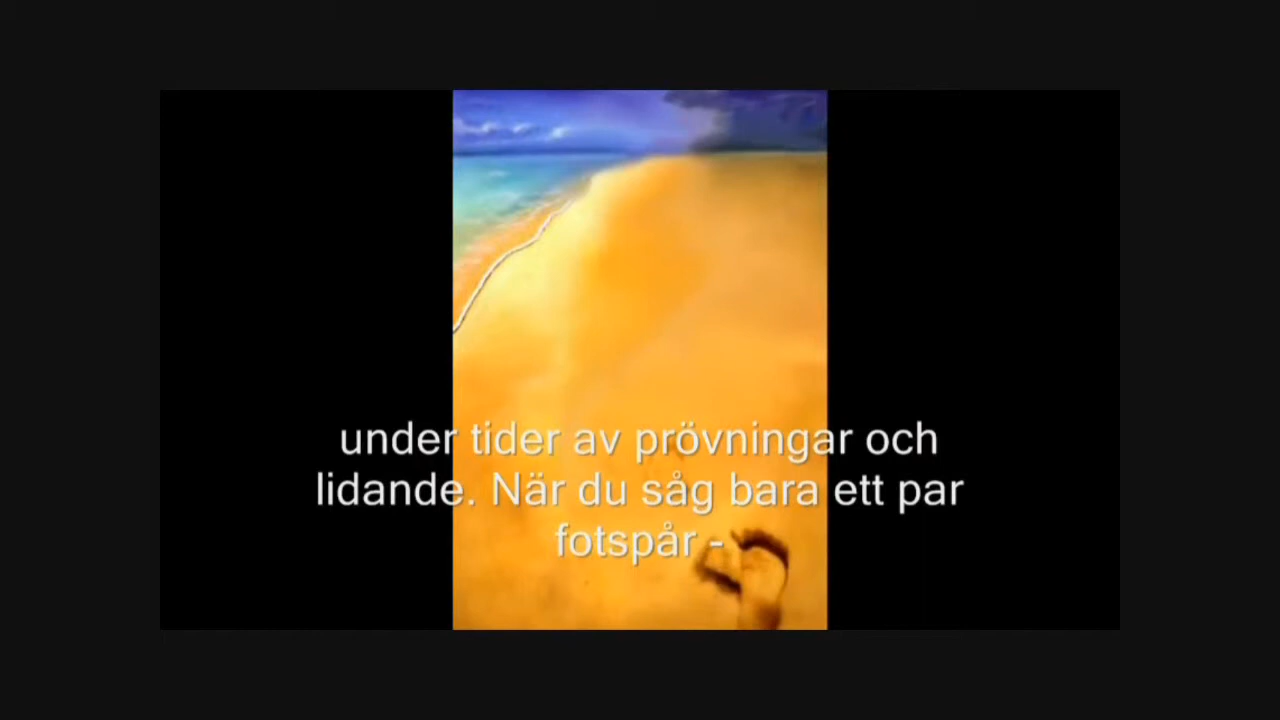 under tider av prövningar och
lidande. När du såg bara ett par
fotspår -